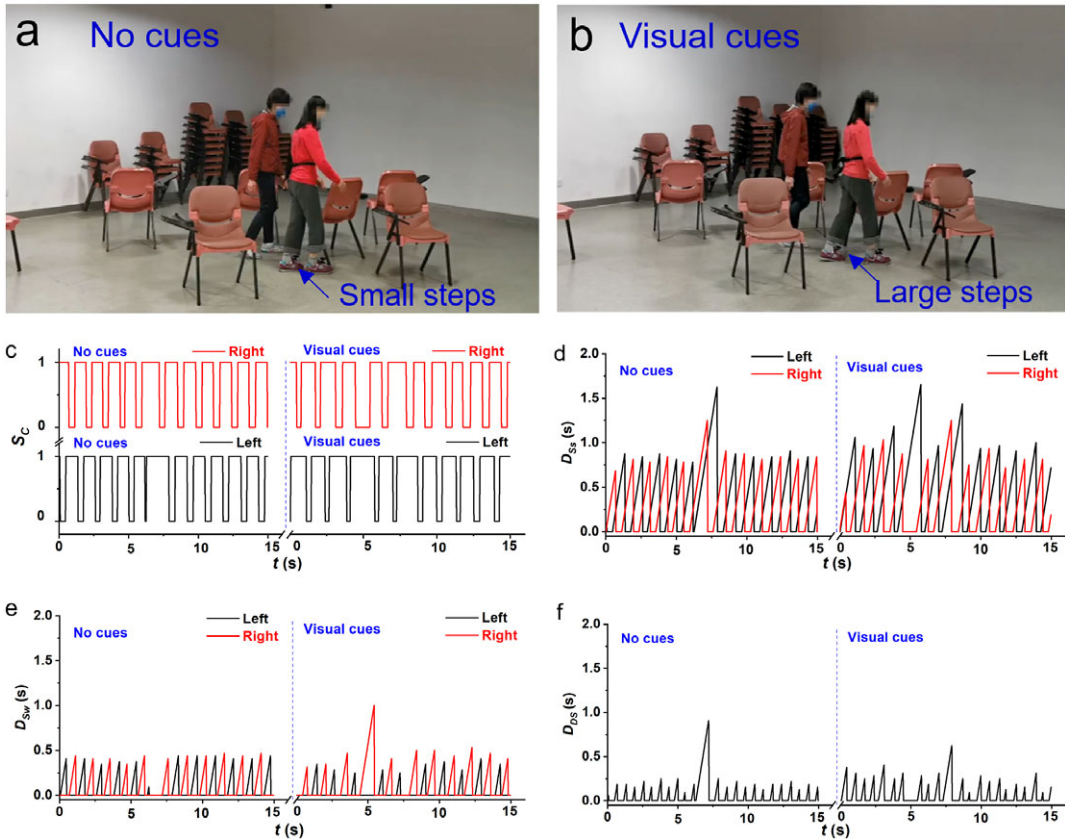 a No cues
Small steps
b Visual cues
Large steps
c
No cues
Right
Visual cues
Right
1
0
S_C
No cues
Left
Visual cues
Left
1
0
0 5 10 15 0 5 10 15
t (s)
d
2.0
1.5
1.0
0.5
0.0
D_Ss (s)
No cues
Left
Right
Visual cues
Left
Right
0 5 10 15 0 5 10 15
t (s)
e
2.0
1.5
1.0
0.5
0.0
D_Sw (s)
No cues
Left
Right
Visual cues
Left
Right
0 5 10 15 0 5 10 15
t (s)
f
2.0
1.5
1.0
0.5
0.0
D_DS (s)
No cues
Visual cues
0 5 10 15 0 5 10 15
t (s)